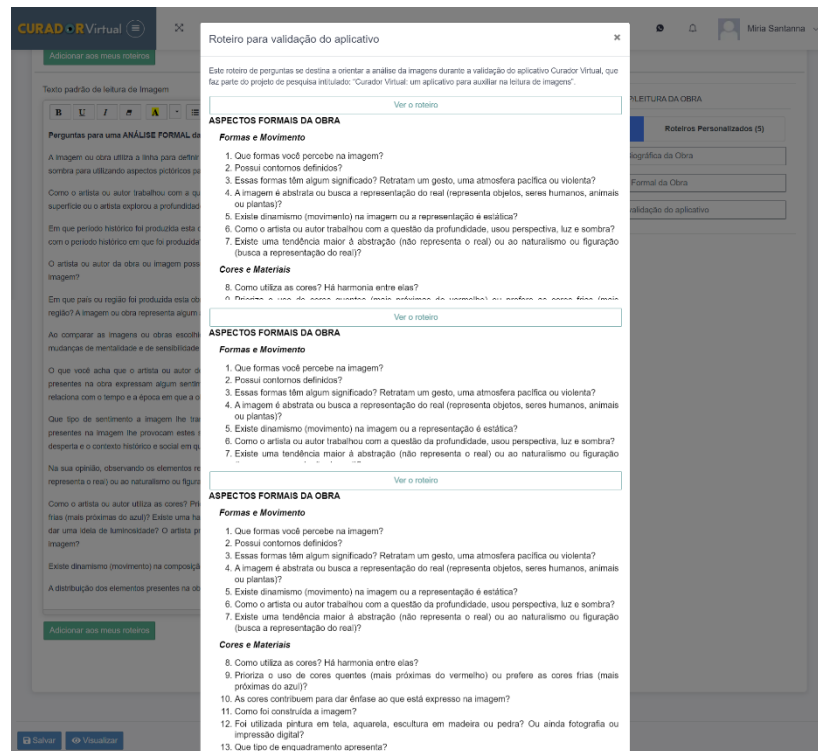 CURADORVirtual
Miria Santanna
Roteiro para validação do aplicativo
×
Adicionar aos meus roteiros
Este roteiro de perguntas se destina a orientar a análise da imagens durante a validação do aplicativo Curador Virtual, que
faz parte do projeto de pesquisa intitulado: "Curador Virtual: um aplicativo para auxiliar na leitura de imagens".
Texto padrão de leitura de Imagem
B U I A
Perguntas para uma ANÁLISE FORMAL da
A imagem ou obra utiliza a linha para definir
sombra para utilizando aspectos pictóricos pa
Como o artista ou autor trabalhou com a qu
superfície ou o artista explorou a profundidad
Em que período histórico foi produzida esta
com o período histórico em que foi produzida
O artista ou autor da obra ou imagem poss
imagem?
Em que país ou região foi produzida esta ob
região? A imagem ou obra representa algum
Ao comparar as imagens ou obras escolhi
mudanças de mentalidade e de sensibilidade
O que você acha que o artista ou autor d
presentes na obra expressam algum sentin
relaciona com o tempo e a época em que a o
Que tipo de sentimento a imagem lhe tra
presentes na imagem lhe provocam estes
desperta e o contexto histórico e social em qu
Na sua opinião, observando os elementos re
representa o real) ou ao naturalismo ou figura
Como o artista ou autor utiliza as cores? Pri
frias (mais próximas do azul)? Existe uma ha
dar uma ideia de luminosidade? O artista p
imagem?
Existe dinamismo (movimento) na composiçã
A distribuição dos elementos presentes na ob
Adicionar aos meus roteiros
Salvar Visualizar
Ver o roteiro
ASPECTOS FORMAIS DA OBRA
Formas e Movimento
1. Que formas você percebe na imagem?
2. Possui contornos definidos?
3. Essas formas têm algum significado? Retratam um gesto, uma atmosfera pacífica ou violenta?
4. A imagem é abstrata ou busca a representação do real (representa objetos, seres humanos, animais
ou plantas)?
5. Existe dinamismo (movimento) na imagem ou a representação é estática?
6. Como o artista ou autor trabalhou com a questão da profundidade, usou perspectiva, luz e sombra?
7. Existe uma tendência maior à abstração (não representa o real) ou ao naturalismo ou figuração
(busca a representação do real)?
Cores e Materiais
8. Como utiliza as cores? Há harmonia entre elas?
9. Prioriza o uso de cores quentes (mais próximas do vermelho) ou prefere as cores frias (mais
Ver o roteiro
ASPECTOS FORMAIS DA OBRA
Formas e Movimento
1. Que formas você percebe na imagem?
2. Possui contornos definidos?
3. Essas formas têm algum significado? Retratam um gesto, uma atmosfera pacífica ou violenta?
4. A imagem é abstrata ou busca a representação do real (representa objetos, seres humanos, animais
ou plantas)?
5. Existe dinamismo (movimento) na imagem ou a representação é estática?
6. Como o artista ou autor trabalhou com a questão da profundidade, usou perspectiva, luz e sombra?
7. Existe uma tendência maior à abstração (não representa o real) ou ao naturalismo ou figuração
Ver o roteiro
ASPECTOS FORMAIS DA OBRA
Formas e Movimento
1. Que formas você percebe na imagem?
2. Possui contornos definidos?
3. Essas formas têm algum significado? Retratam um gesto, uma atmosfera pacífica ou violenta?
4. A imagem é abstrata ou busca a representação do real (representa objetos, seres humanos, animais
ou plantas)?
5. Existe dinamismo (movimento) na imagem ou a representação é estática?
6. Como o artista ou autor trabalhou com a questão da profundidade, usou perspectiva, luz e sombra?
7. Existe uma tendência maior à abstração (não representa o real) ou ao naturalismo ou figuração
(busca a representação do real)?
Cores e Materiais
8. Como utiliza as cores? Há harmonia entre elas?
9. Prioriza o uso de cores quentes (mais próximas do vermelho) ou prefere as cores frias (mais
próximas do azul)?
10. As cores contribuem para dar ênfase ao que está expresso na imagem?
11. Como foi construída a imagem?
12. Foi utilizada pintura em tela, aquarela, escultura em madeira ou pedra? Ou ainda fotografia ou
impressão digital?
13. Que tipo de enquadramento apresenta?
/LEITURA DA OBRA
Roteiros Personalizados (5)
iográfica da Obra
Formal da Obra
validação do aplicativo